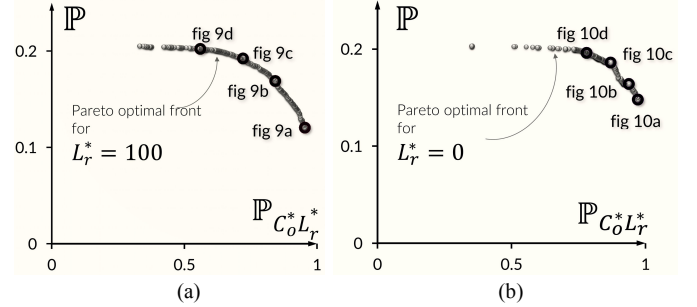 ℙ
0.2
fig 9d
fig 9c
fig 9b
fig 9a
Pareto optimal front
for
L*r = 100
0.1
ℙC*oL*r
0
0
0.5
1
(a)
ℙ
0.2
fig 10d
fig 10c
fig 10b
fig 10a
Pareto optimal front
for
L*r = 0
0.1
ℙC*oL*r
0
0
0.5
1
(b)